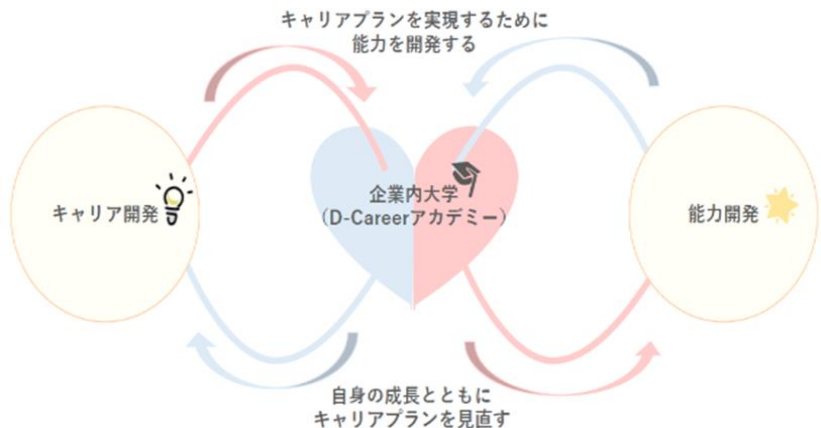 キャリアプランを実現するために
能力を開発する
キャリア開発
企業内大学
（D-Careerアカデミー）
能力開発
自身の成長とともに
キャリアプランを見直す